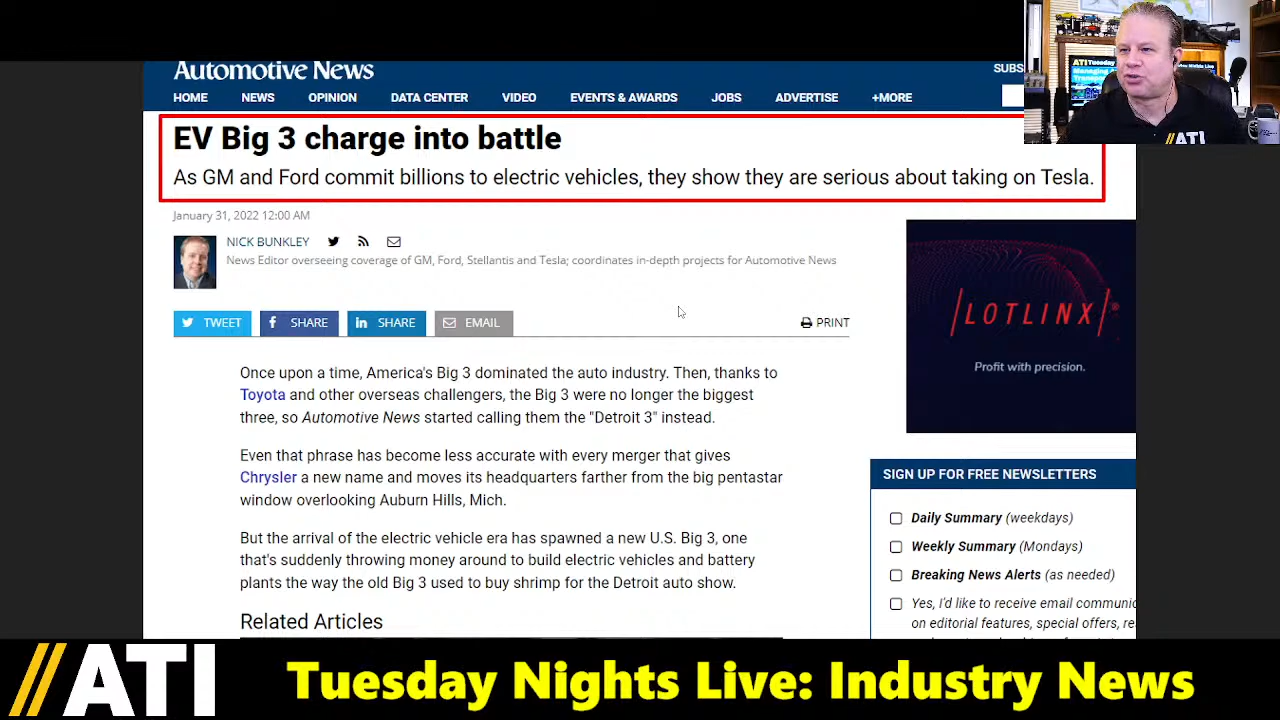 Automotive News
SUBS
HOME NEWS OPINION DATA CENTER VIDEO EVENTS & AWARDS JOBS ADVERTISE +MORE
ATI Tuesday
ATI
EV Big 3 charge into battle
As GM and Ford commit billions to electric vehicles, they show they are serious about taking on Tesla.
January 31, 2022 12:00 AM
NICK BUNKLEY
News Editor overseeing coverage of GM, Ford, Stellantis and Tesla; coordinates in-depth projects for Automotive News
TWEET SHARE SHARE EMAIL PRINT
|LOTLINX|®
Profit with precision.
Once upon a time, America's Big 3 dominated the auto industry. Then, thanks to
Toyota and other overseas challengers, the Big 3 were no longer the biggest
three, so Automotive News started calling them the "Detroit 3" instead.
Even that phrase has become less accurate with every merger that gives
Chrysler a new name and moves its headquarters farther from the big pentastar
window overlooking Auburn Hills, Mich.
But the arrival of the electric vehicle era has spawned a new U.S. Big 3, one
that's suddenly throwing money around to build electric vehicles and battery
plants the way the old Big 3 used to buy shrimp for the Detroit auto show.
Related Articles
SIGN UP FOR FREE NEWSLETTERS
Daily Summary (weekdays)
Weekly Summary (Mondays)
Breaking News Alerts (as needed)
Yes, I'd like to receive email communic
on editorial features, special offers, re
//ATI
Tuesday Nights Live: Industry News